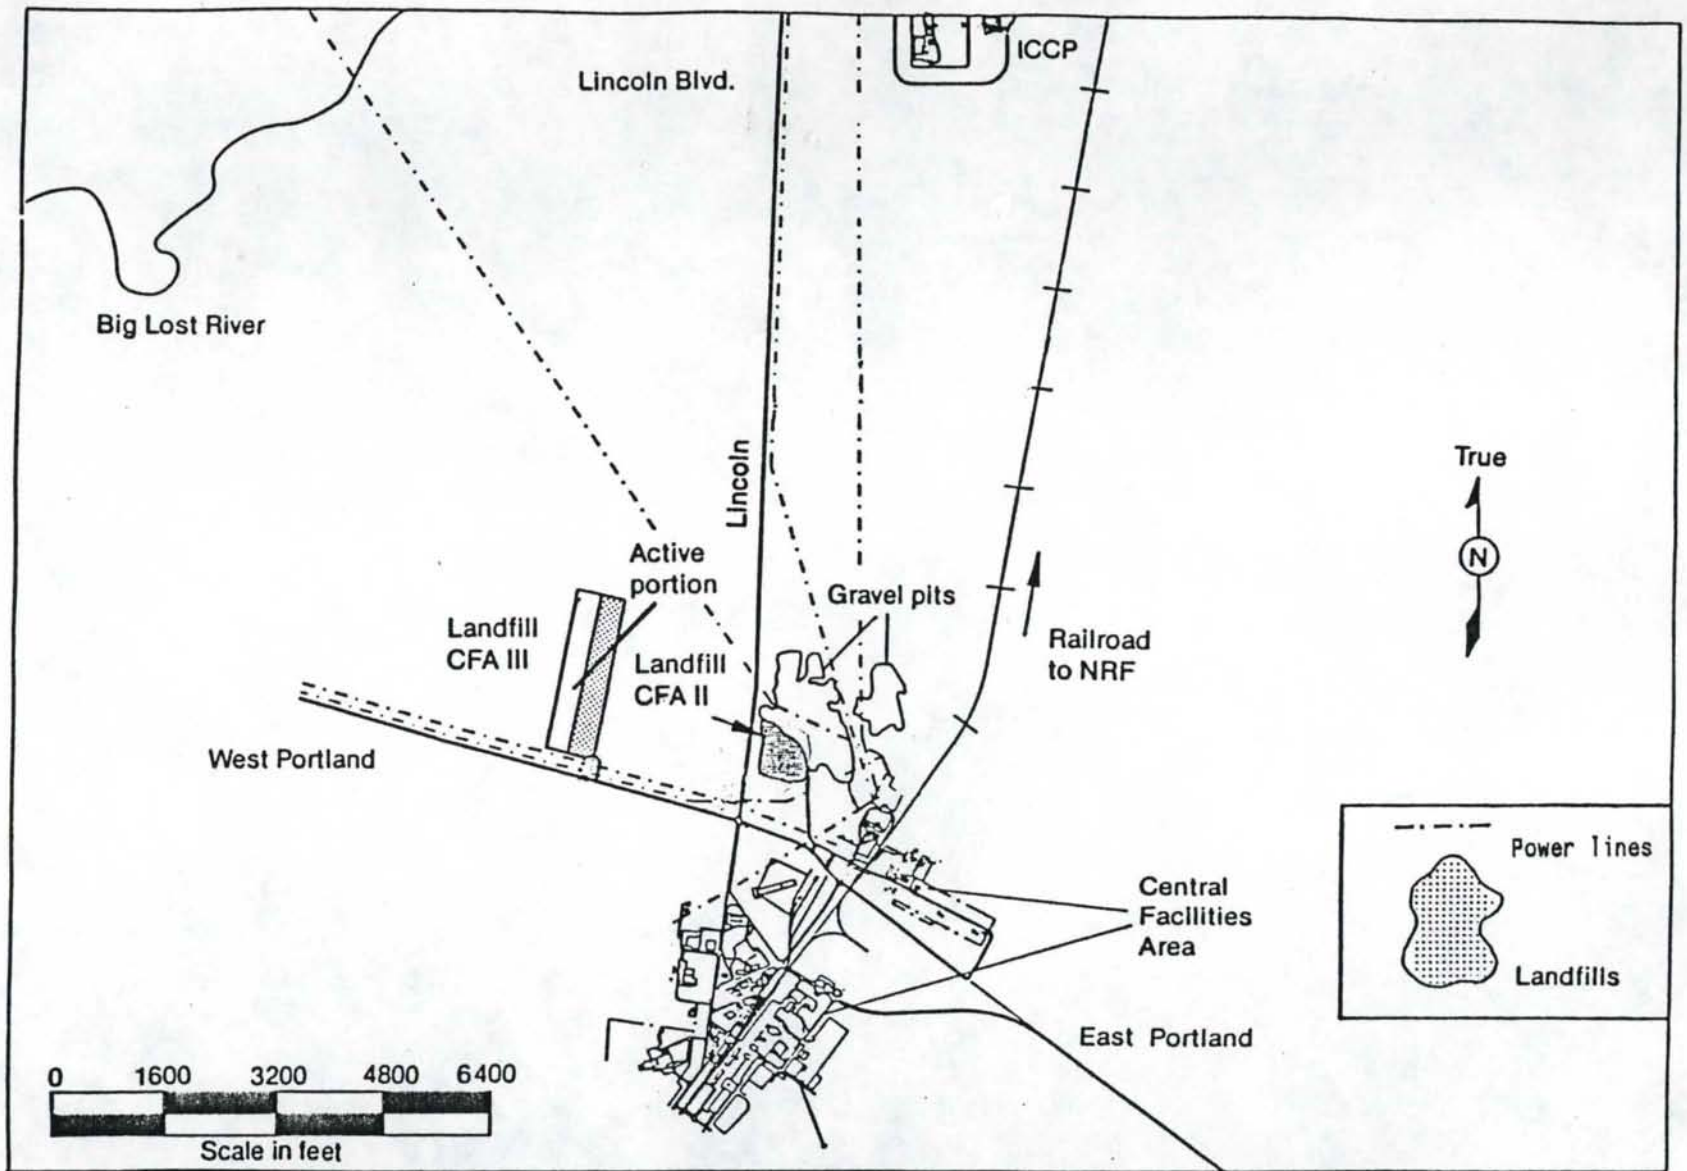 Lincoln Blvd.
ICCP
Big Lost River
Lincoln
True
N
Active
portion
Gravel pits
Landfill
CFA III
Landfill
CFA II
Railroad
to NRF
West Portland
Power lines
Landfills
Central
Facilities
Area
East Portland
0 1600 3200 4800 6400
Scale in feet